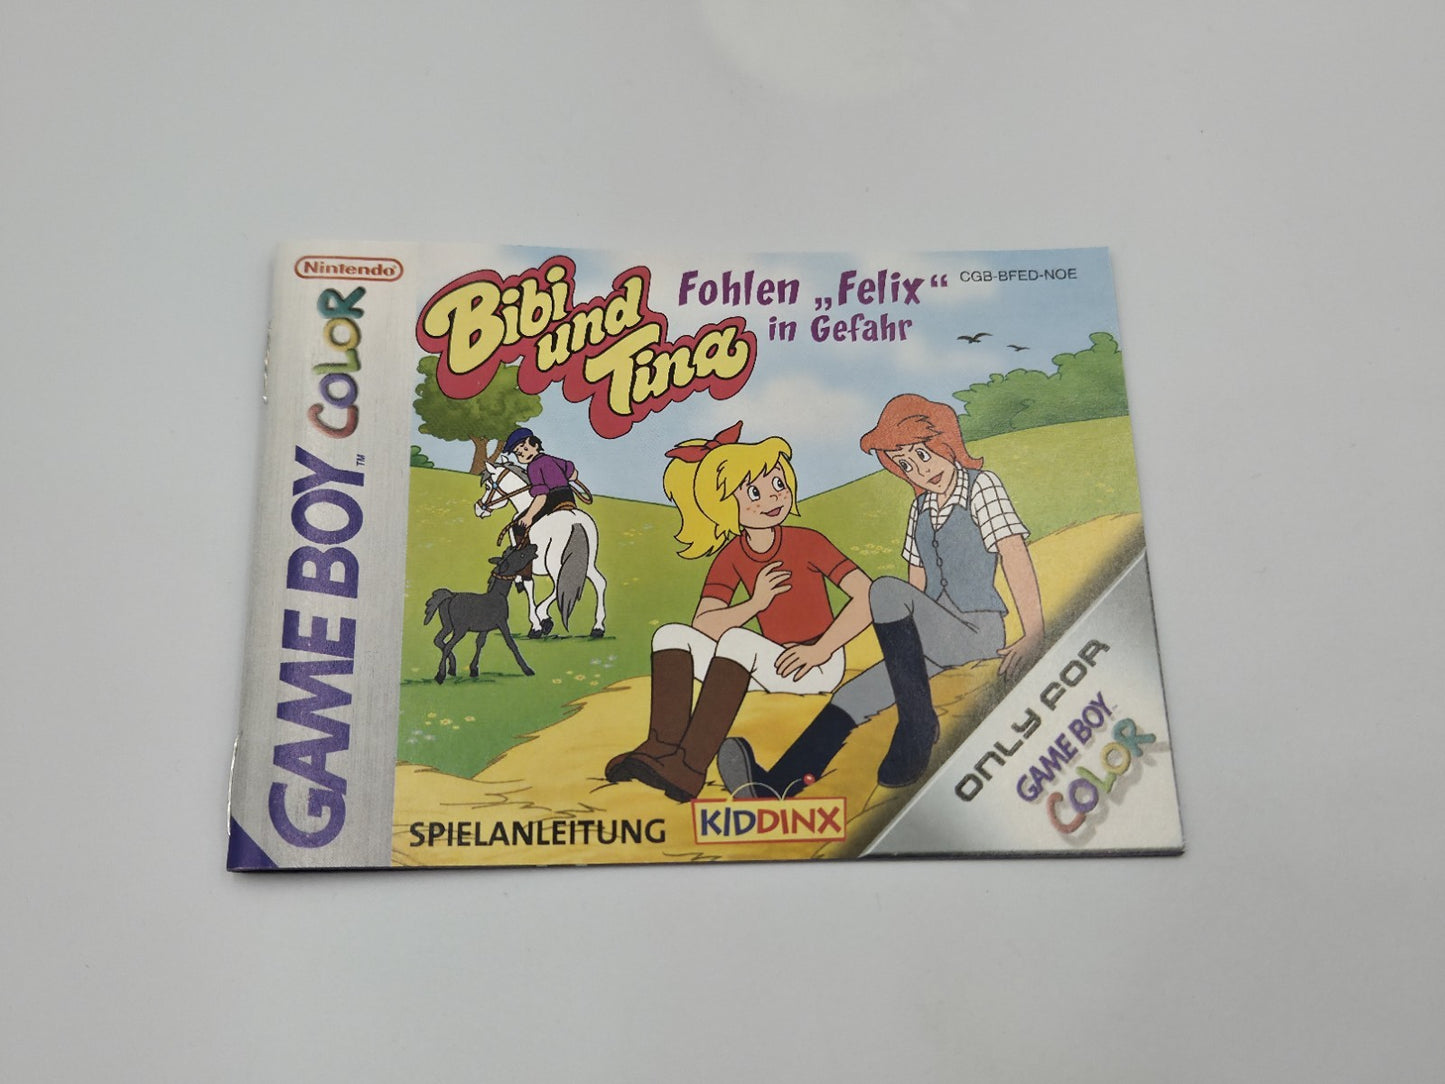 Nintendo
GAME BOY COLOR
TM
Bibi
und
Tina
Fohlen „Felix“
in Gefahr
CGB-BFED-NOE
ONLY FOR
GAME BOY
COLOR
SPIELANLEITUNG
KIDDINX